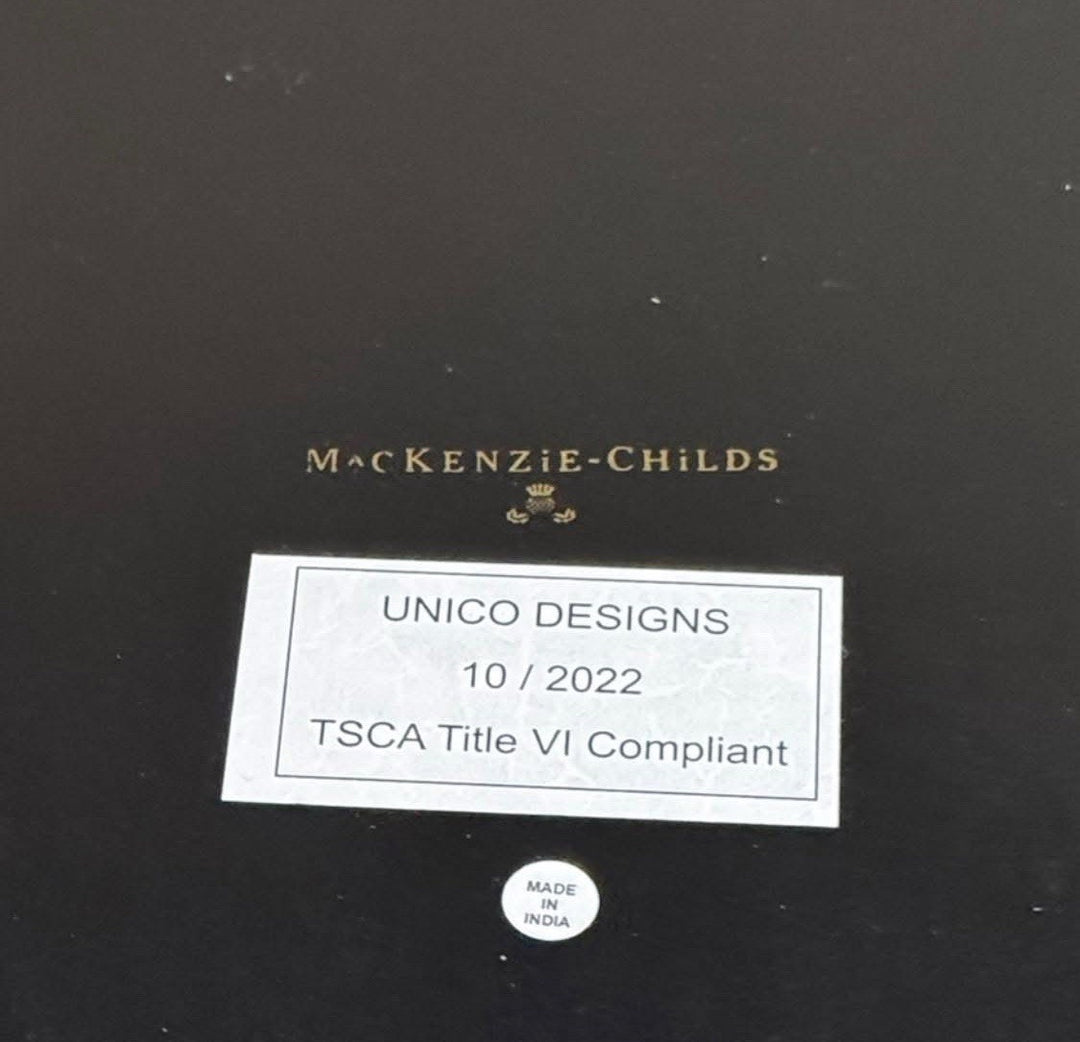 MacKENZiE-CHiLDS
UNICO DESIGNS
10 / 2022
TSCA Title VI Compliant
MADE
IN
INDIA